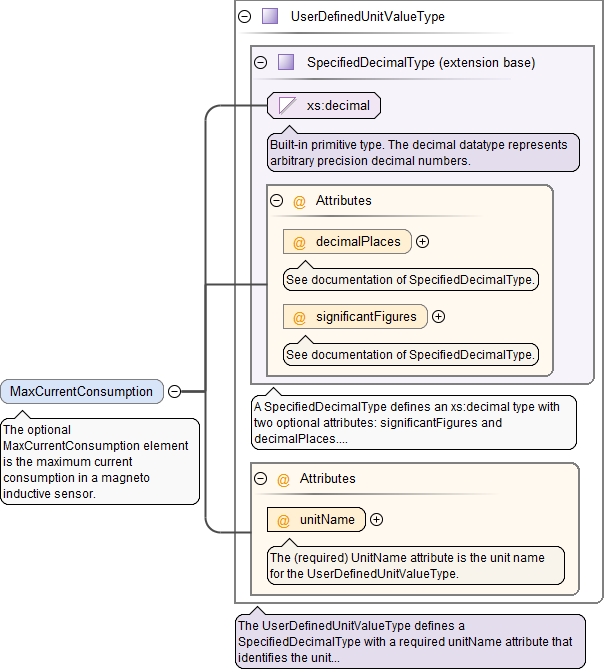 UserDefinedUnitValueType
SpecifiedDecimalType (extension base)
xs:decimal
Built-in primitive type. The decimal datatype represents
arbitrary precision decimal numbers.
@ Attributes
@ decimalPlaces
See documentation of SpecifiedDecimalType.
@ significantFigures
See documentation of SpecifiedDecimalType.
MaxCurrentConsumption
The optional
MaxCurrentConsumption element
is the maximum current
consumption in a magneto
inductive sensor.
A SpecifiedDecimalType defines an xs:decimal type with
two optional attributes: significantFigures and
decimalPlaces....
@ Attributes
@ unitName
The (required) UnitName attribute is the unit name
for the UserDefinedUnitValueType.
The UserDefinedUnitValueType defines a
SpecifiedDecimalType with a required unitName attribute that
identifies the unit...